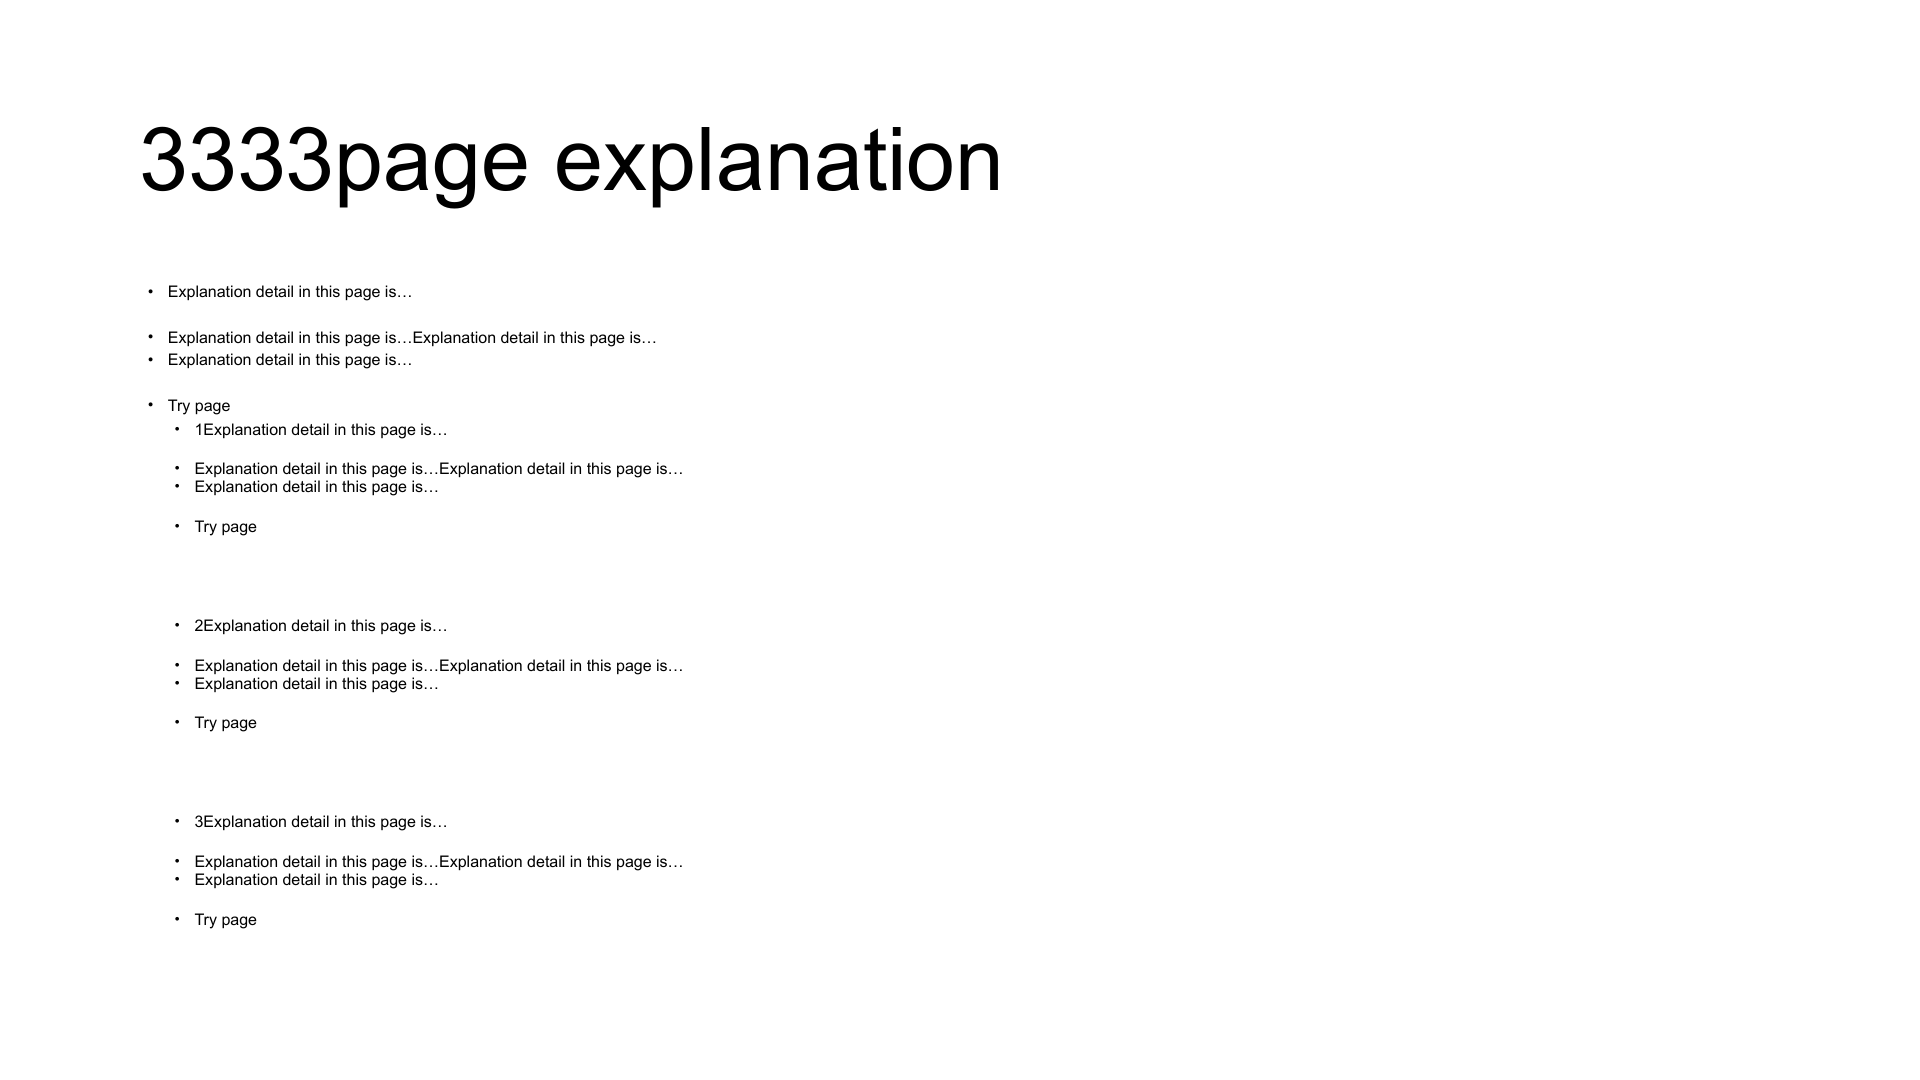 3333page explanation
• Explanation detail in this page is…
• Explanation detail in this page is…Explanation detail in this page is…
• Explanation detail in this page is…
• Try page
• 1Explanation detail in this page is…
• Explanation detail in this page is…Explanation detail in this page is…
• Explanation detail in this page is…
• Try page
• 2Explanation detail in this page is…
• Explanation detail in this page is…Explanation detail in this page is…
• Explanation detail in this page is…
• Try page
• 3Explanation detail in this page is…
• Explanation detail in this page is…Explanation detail in this page is…
• Explanation detail in this page is…
• Try page